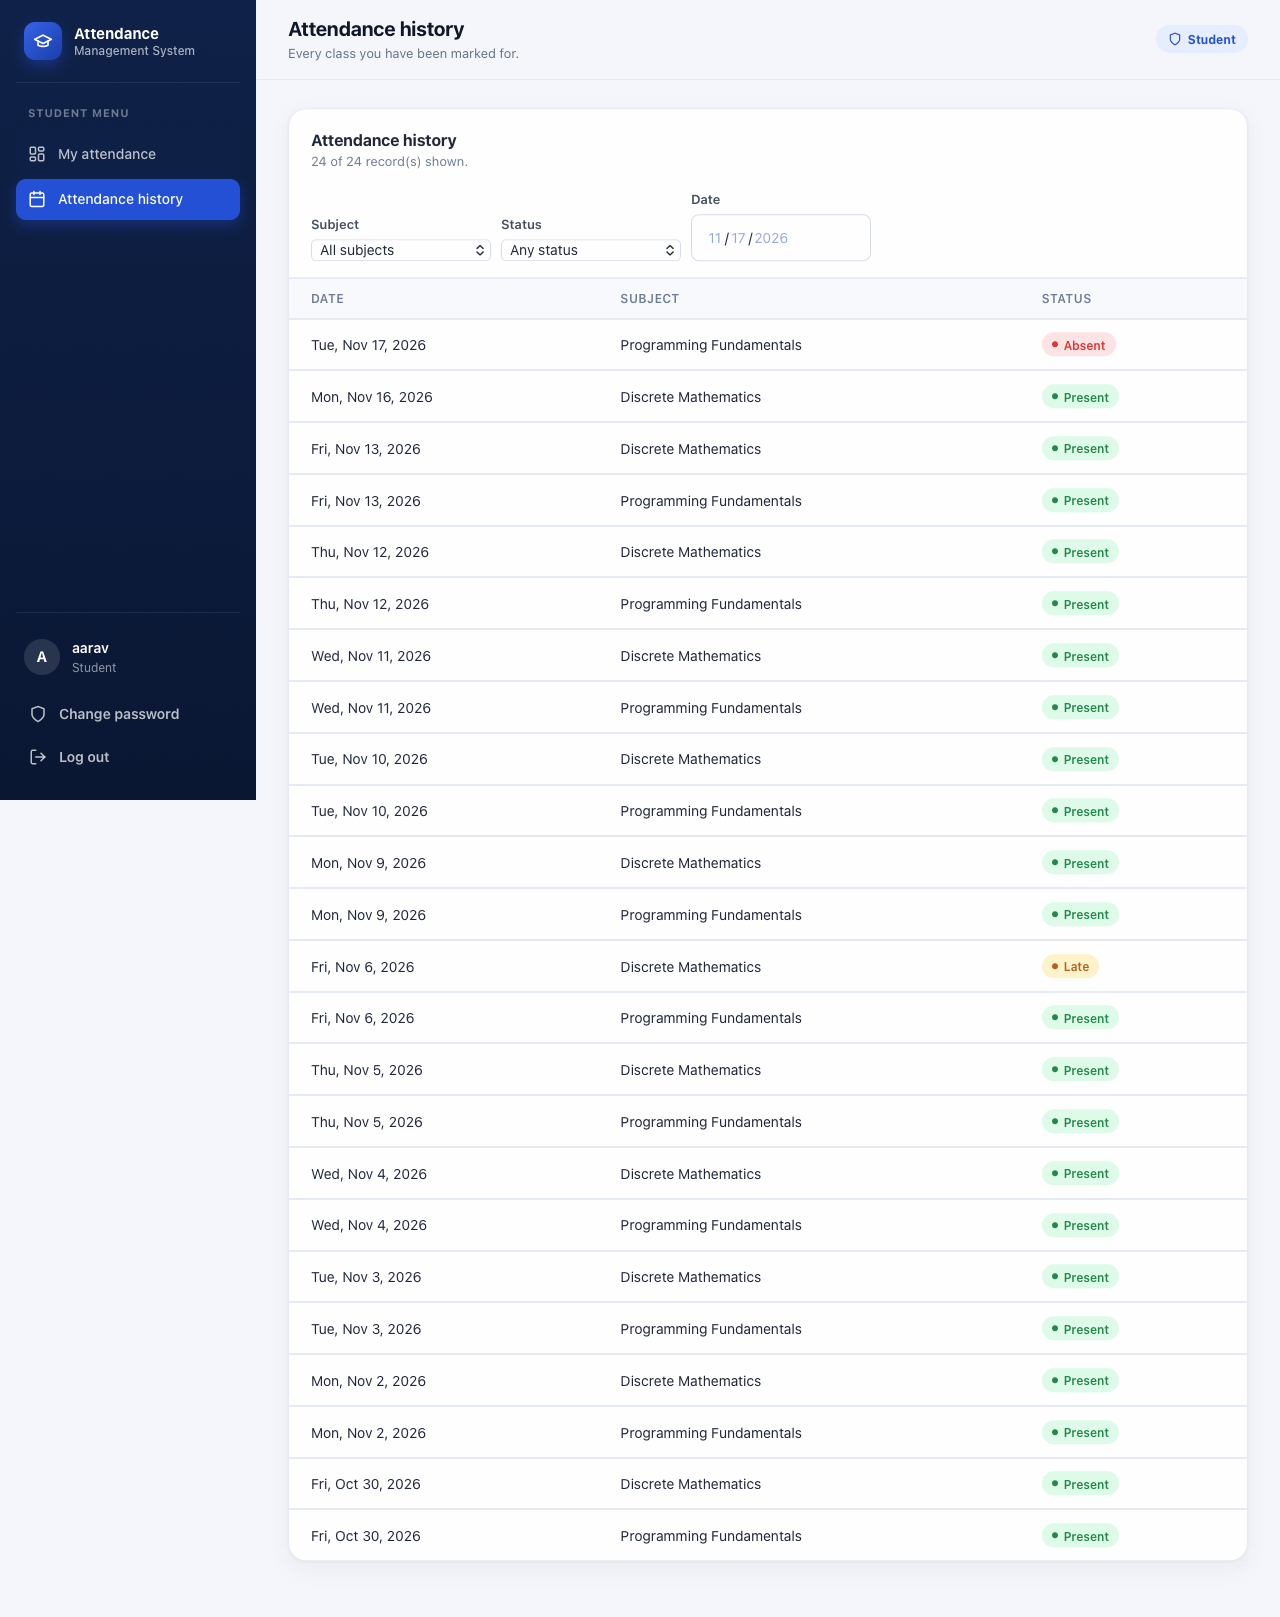 Attendance
Management System
STUDENT MENU
My attendance
Attendance history
A
aarav
Student
Change password
Log out
Attendance history
Every class you have been marked for.
Student
Attendance history
24 of 24 record(s) shown.
Subject
All subjects
Status
Any status
Date
11/17/2026
DATE SUBJECT STATUS
Tue, Nov 17, 2026 Programming Fundamentals Absent
Mon, Nov 16, 2026 Discrete Mathematics Present
Fri, Nov 13, 2026 Discrete Mathematics Present
Fri, Nov 13, 2026 Programming Fundamentals Present
Thu, Nov 12, 2026 Discrete Mathematics Present
Thu, Nov 12, 2026 Programming Fundamentals Present
Wed, Nov 11, 2026 Discrete Mathematics Present
Wed, Nov 11, 2026 Programming Fundamentals Present
Tue, Nov 10, 2026 Discrete Mathematics Present
Tue, Nov 10, 2026 Programming Fundamentals Present
Mon, Nov 9, 2026 Discrete Mathematics Present
Mon, Nov 9, 2026 Programming Fundamentals Present
Fri, Nov 6, 2026 Discrete Mathematics Late
Fri, Nov 6, 2026 Programming Fundamentals Present
Thu, Nov 5, 2026 Discrete Mathematics Present
Thu, Nov 5, 2026 Programming Fundamentals Present
Wed, Nov 4, 2026 Discrete Mathematics Present
Wed, Nov 4, 2026 Programming Fundamentals Present
Tue, Nov 3, 2026 Discrete Mathematics Present
Tue, Nov 3, 2026 Programming Fundamentals Present
Mon, Nov 2, 2026 Discrete Mathematics Present
Mon, Nov 2, 2026 Programming Fundamentals Present
Fri, Oct 30, 2026 Discrete Mathematics Present
Fri, Oct 30, 2026 Programming Fundamentals Present